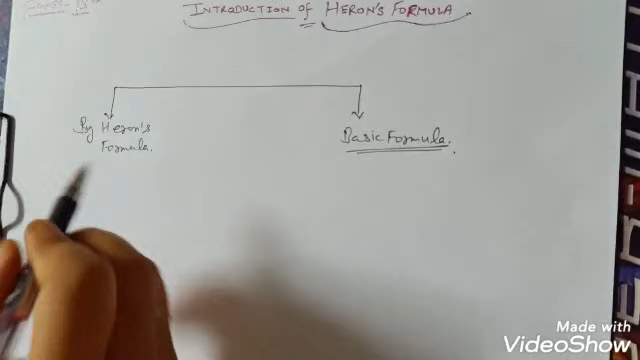 INTRODUCTION of HERON'S FORMULA
By Heron's
Formula.
Basic Formula.
Made with
VideoShow